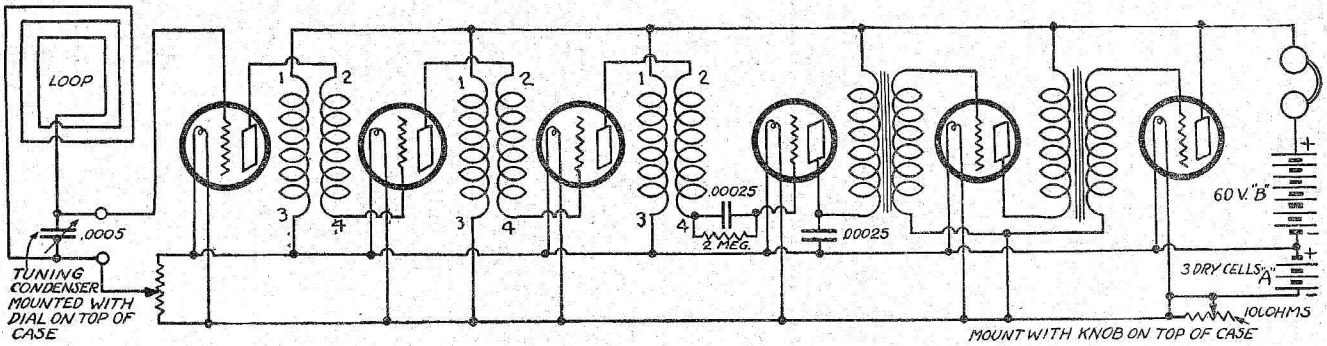 LOOP
.0005
TUNING
CONDENSER
MOUNTED WITH
DIAL ON TOP OF
CASE
1 2
3 4
1 2
3 4
1 2
3 4
.00025
2 MEG.
.00025
+
60 V. "B"
-
+
3 DRY CELLS "A"
-
10 OHMS
MOUNT WITH KNOB ON TOP OF CASE